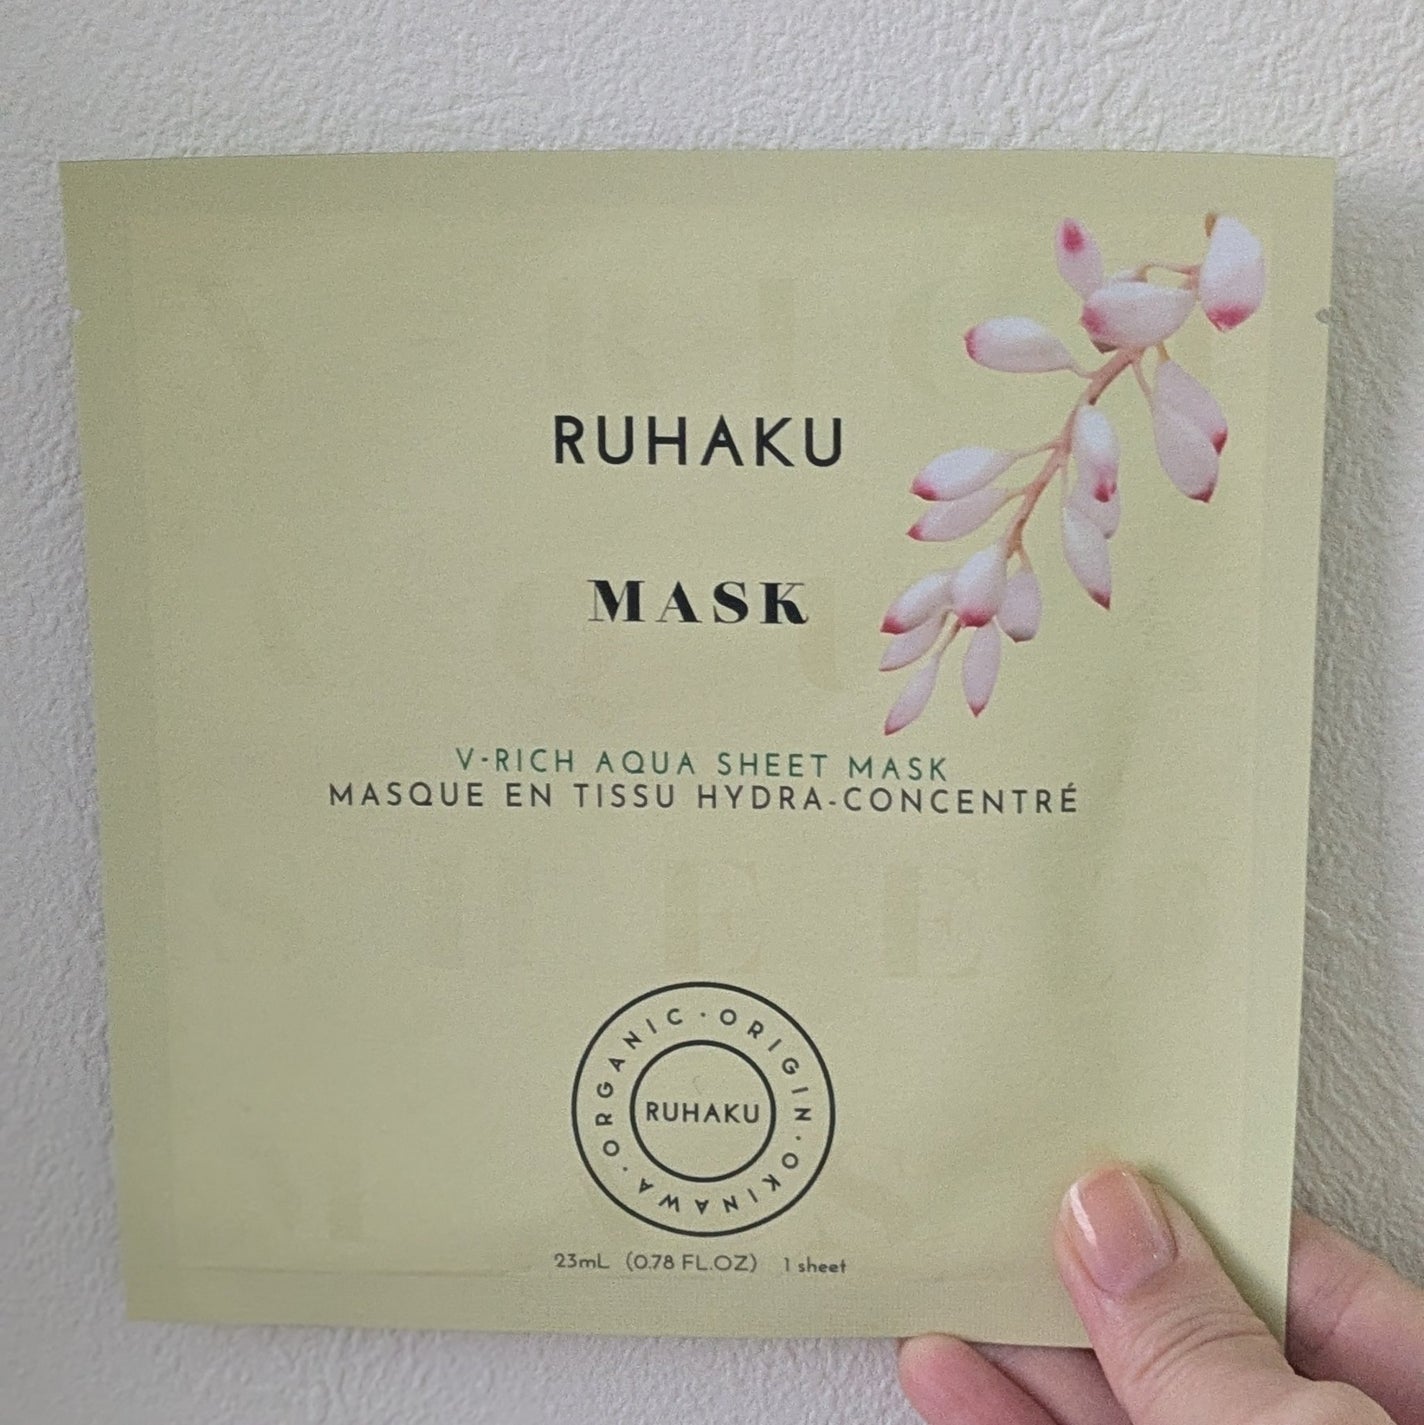 RUHAKU
MASK
V-RICH AQUA SHEET MASK
MASQUE EN TISSU HYDRA-CONCENTRÉ
ORGANIC · ORIGIN · OKINAWA ·
RUHAKU
23mL (0.78 FL.OZ) 1 sheet